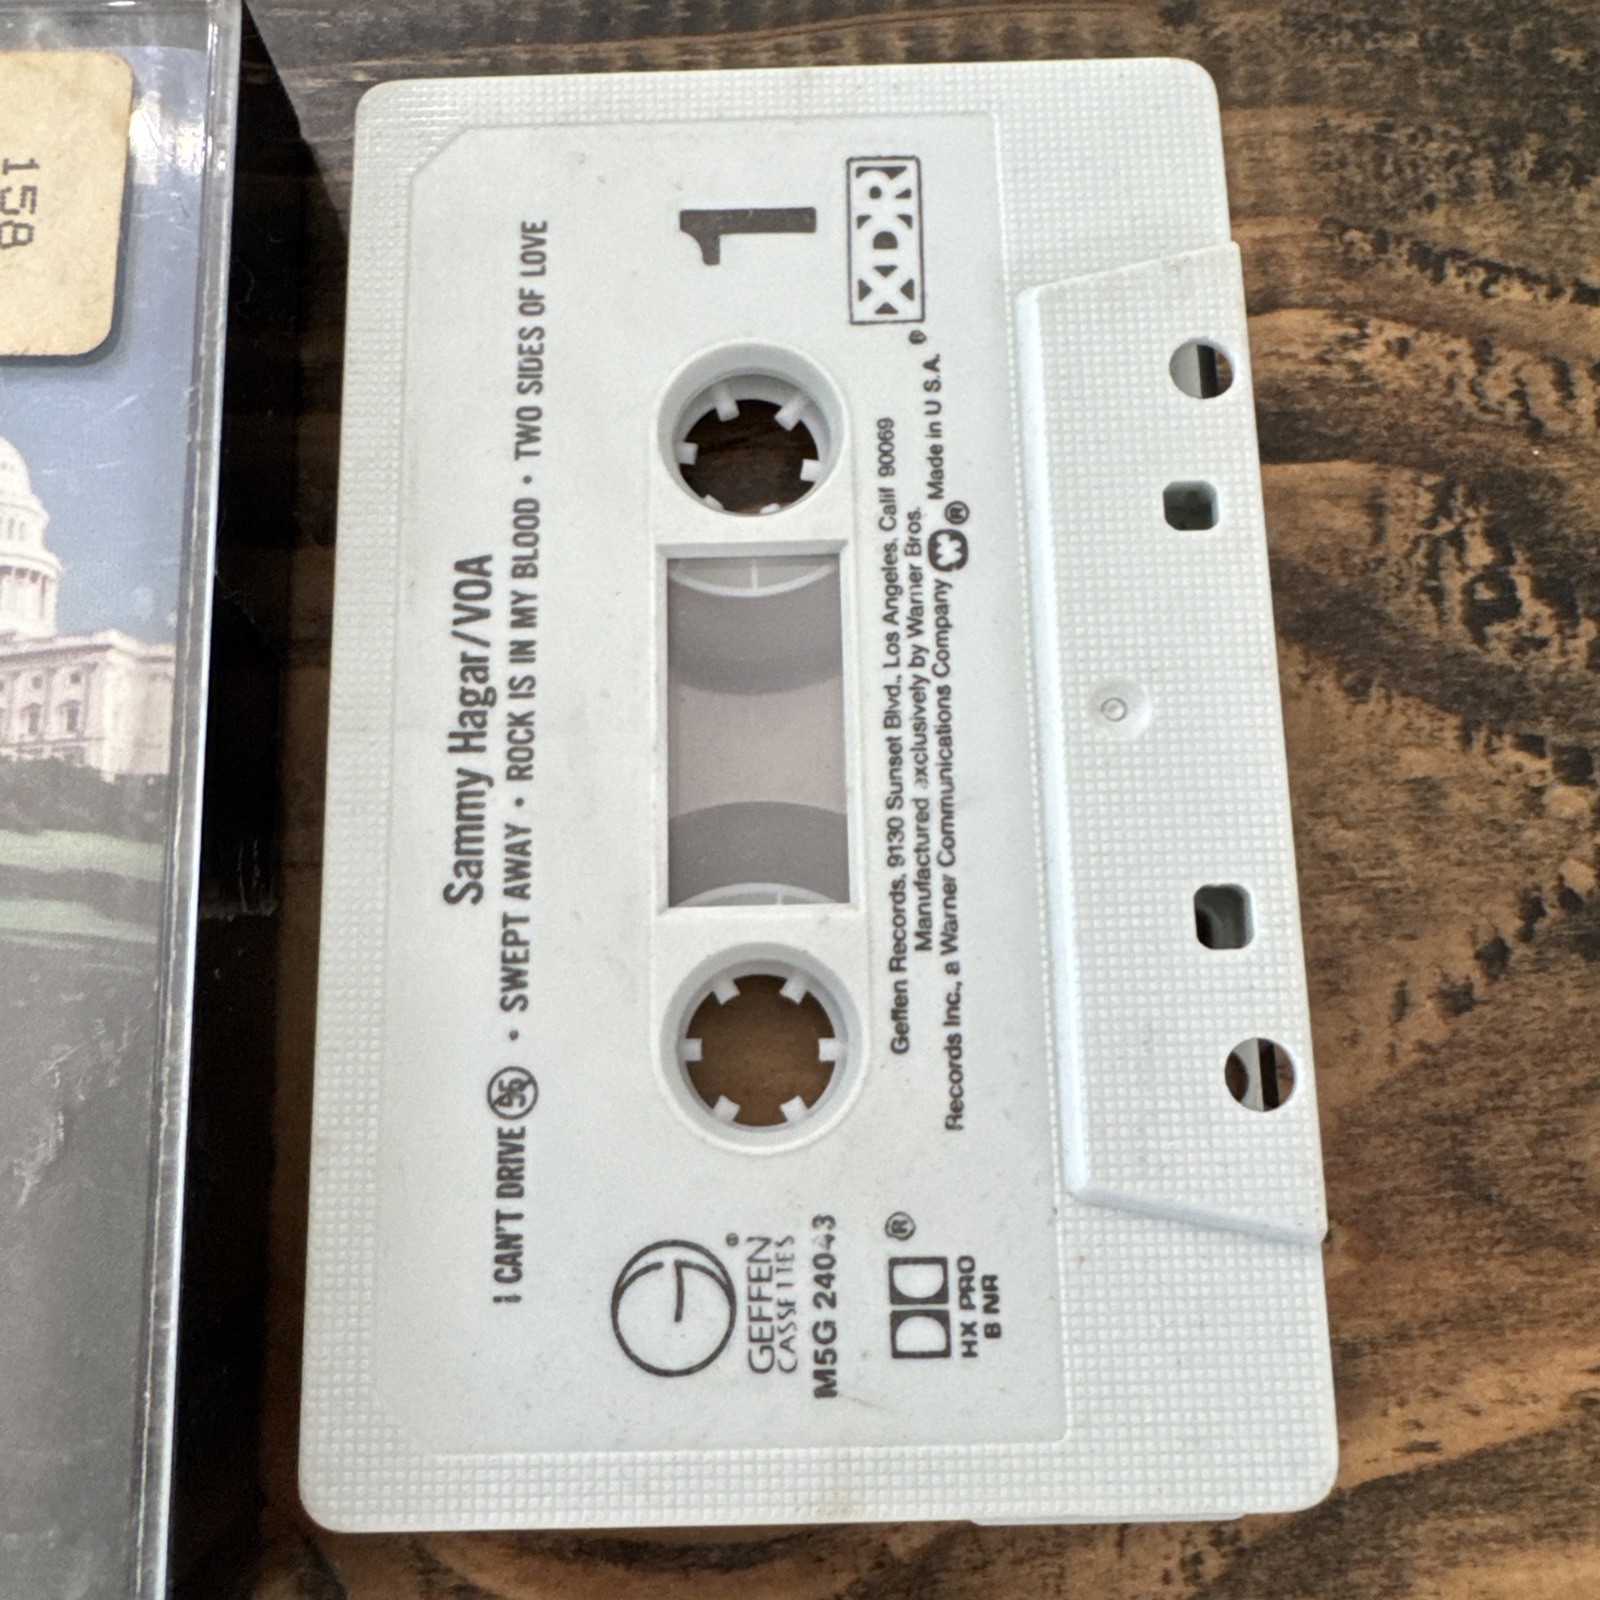 158
Sammy Hagar/VOA
I CAN'T DRIVE 55 • SWEPT AWAY • ROCK IS IN MY BLOOD • TWO SIDES OF LOVE
1
XDR
®
GEFFEN®
CASSETTES
M5G 24043
®
HX PRO
B NR
Geffen Records, 9130 Sunset Blvd., Los Angeles, Calif 90069
Manufactured exclusively by Warner Bros.
Records Inc., a Warner Communications Company ® Made in U.S.A.